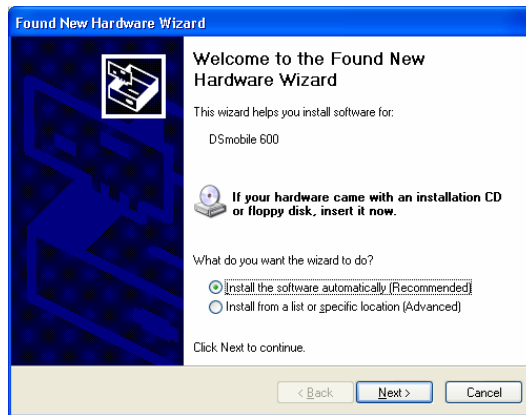 Found New Hardware Wizard
Welcome to the Found New
Hardware Wizard
This wizard helps you install software for:
DSmobile 600
If your hardware came with an installation CD
or floppy disk, insert it now.
What do you want the wizard to do?
Install the software automatically (Recommended)
Install from a list or specific location (Advanced)
Click Next to continue.
< Back
Next >
Cancel